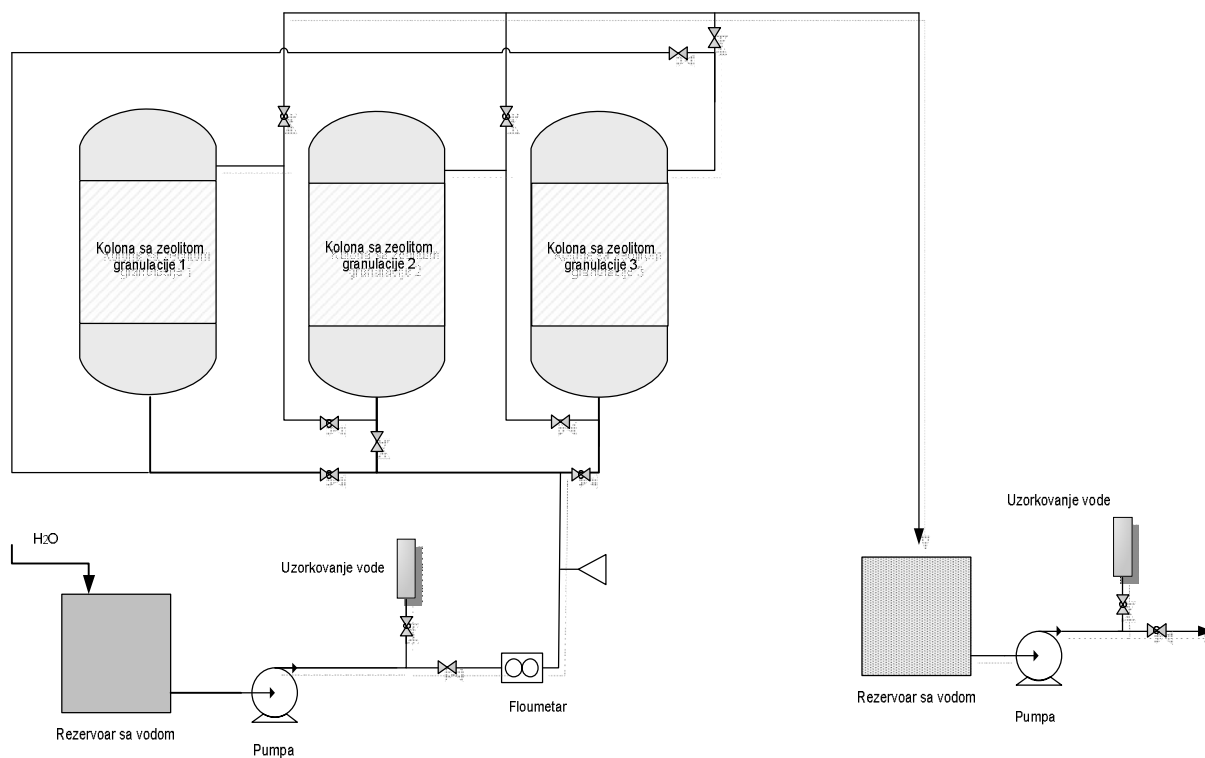 Kolona sa zeolitom
granulacije 1
Kolona sa zeolitom
granulacije 2
Kolona sa zeolitom
granulacije 3
H2O
Uzorkovanje vode
Uzorkovanje vode
Floumetar
Rezervoar sa vodom
Pumpa
Rezervoar sa vodom
Pumpa